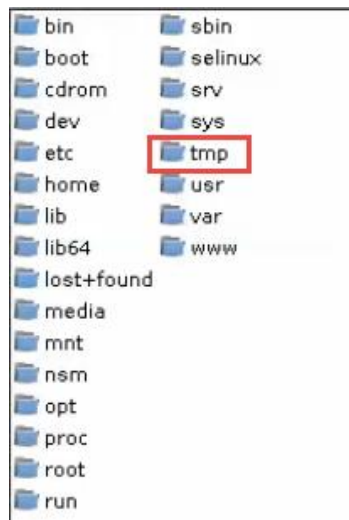 bin
boot
cdrom
dev
etc
home
lib
lib64
lost+found
media
mnt
nsm
opt
proc
root
run
sbin
selinux
srv
sys
tmp
usr
var
www